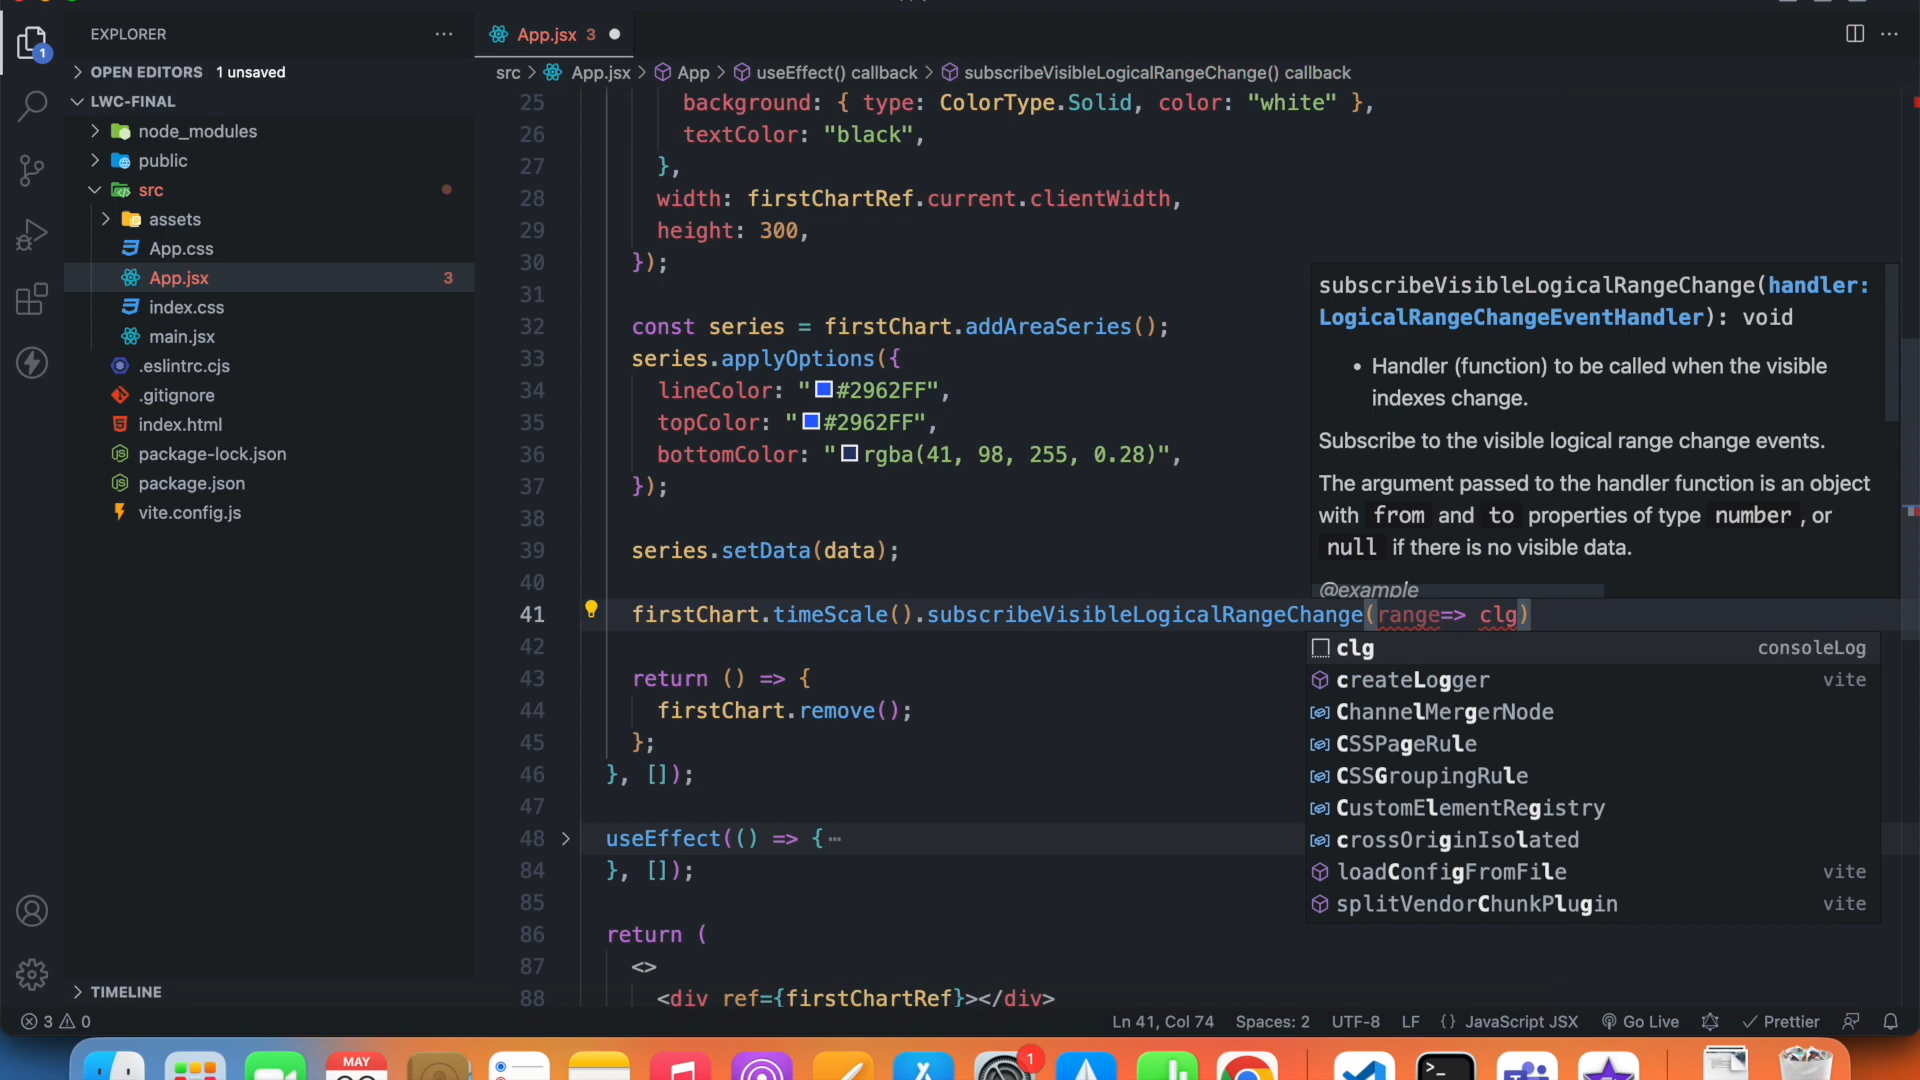 EXPLORER
OPEN EDITORS 1 unsaved
LWC-FINAL
node_modules
public
src
assets
App.css
App.jsx 3
index.css
main.jsx
.eslintrc.cjs
.gitignore
index.html
package-lock.json
package.json
vite.config.js
TIMELINE
1
App.jsx 3
src > App.jsx > App > useEffect() callback > subscribeVisibleLogicalRangeChange() callback
25 background: { type: ColorType.Solid, color: "white" },
26 textColor: "black",
27 },
28 width: firstChartRef.current.clientWidth,
29 height: 300,
30 });
31
32 const series = firstChart.addAreaSeries();
33 series.applyOptions({
34 lineColor: "#2962FF",
35 topColor: "#2962FF",
36 bottomColor: "rgba(41, 98, 255, 0.28)",
37 });
38
39 series.setData(data);
40
41 firstChart.timeScale().subscribeVisibleLogicalRangeChange(range=> clg)
42
43 return () => {
44 firstChart.remove();
45 };
46 }, []);
47
48 useEffect(() => {⋯
84 }, []);
85
86 return (
87 <>
88 <div ref={firstChartRef}></div>
subscribeVisibleLogicalRangeChange(handler:
LogicalRangeChangeEventHandler): void
• Handler (function) to be called when the visible
indexes change.
Subscribe to the visible logical range change events.
The argument passed to the handler function is an object
with from and to properties of type number, or
null if there is no visible data.
@example
clg consoleLog
createLogger vite
ChannelMergerNode
CSSPageRule
CSSGroupingRule
CustomElementRegistry
crossOriginIsolated
loadConfigFromFile vite
splitVendorChunkPlugin vite
3 0
Ln 41, Col 74 Spaces: 2 UTF-8 LF {} JavaScript JSX Go Live Prettier
MAY
1